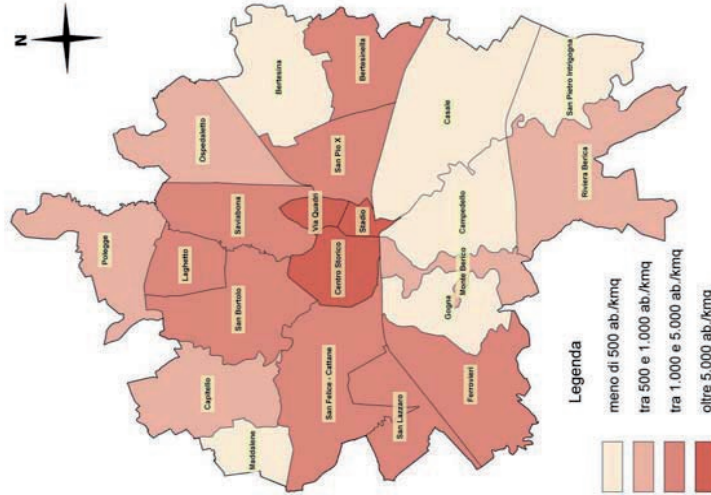 N
Polegge
Ospedaletto
Bertesina
Bertesinella
Laghetto
Saviabona
San Pio X
Capitello
San Bortolo
Via Quadri
Maddalene
Centro Storico
Stadio
Casale
San Felice - Cattane
San Lazzaro
Gogna
Monte Berico
Campedello
San Pietro Intrigogna
Ferrovieri
Riviera Berica
Legenda
meno di 500 ab./kmq
tra 500 e 1.000 ab./kmq
tra 1.000 e 5.000 ab./kmq
oltre 5.000 ab./kmq